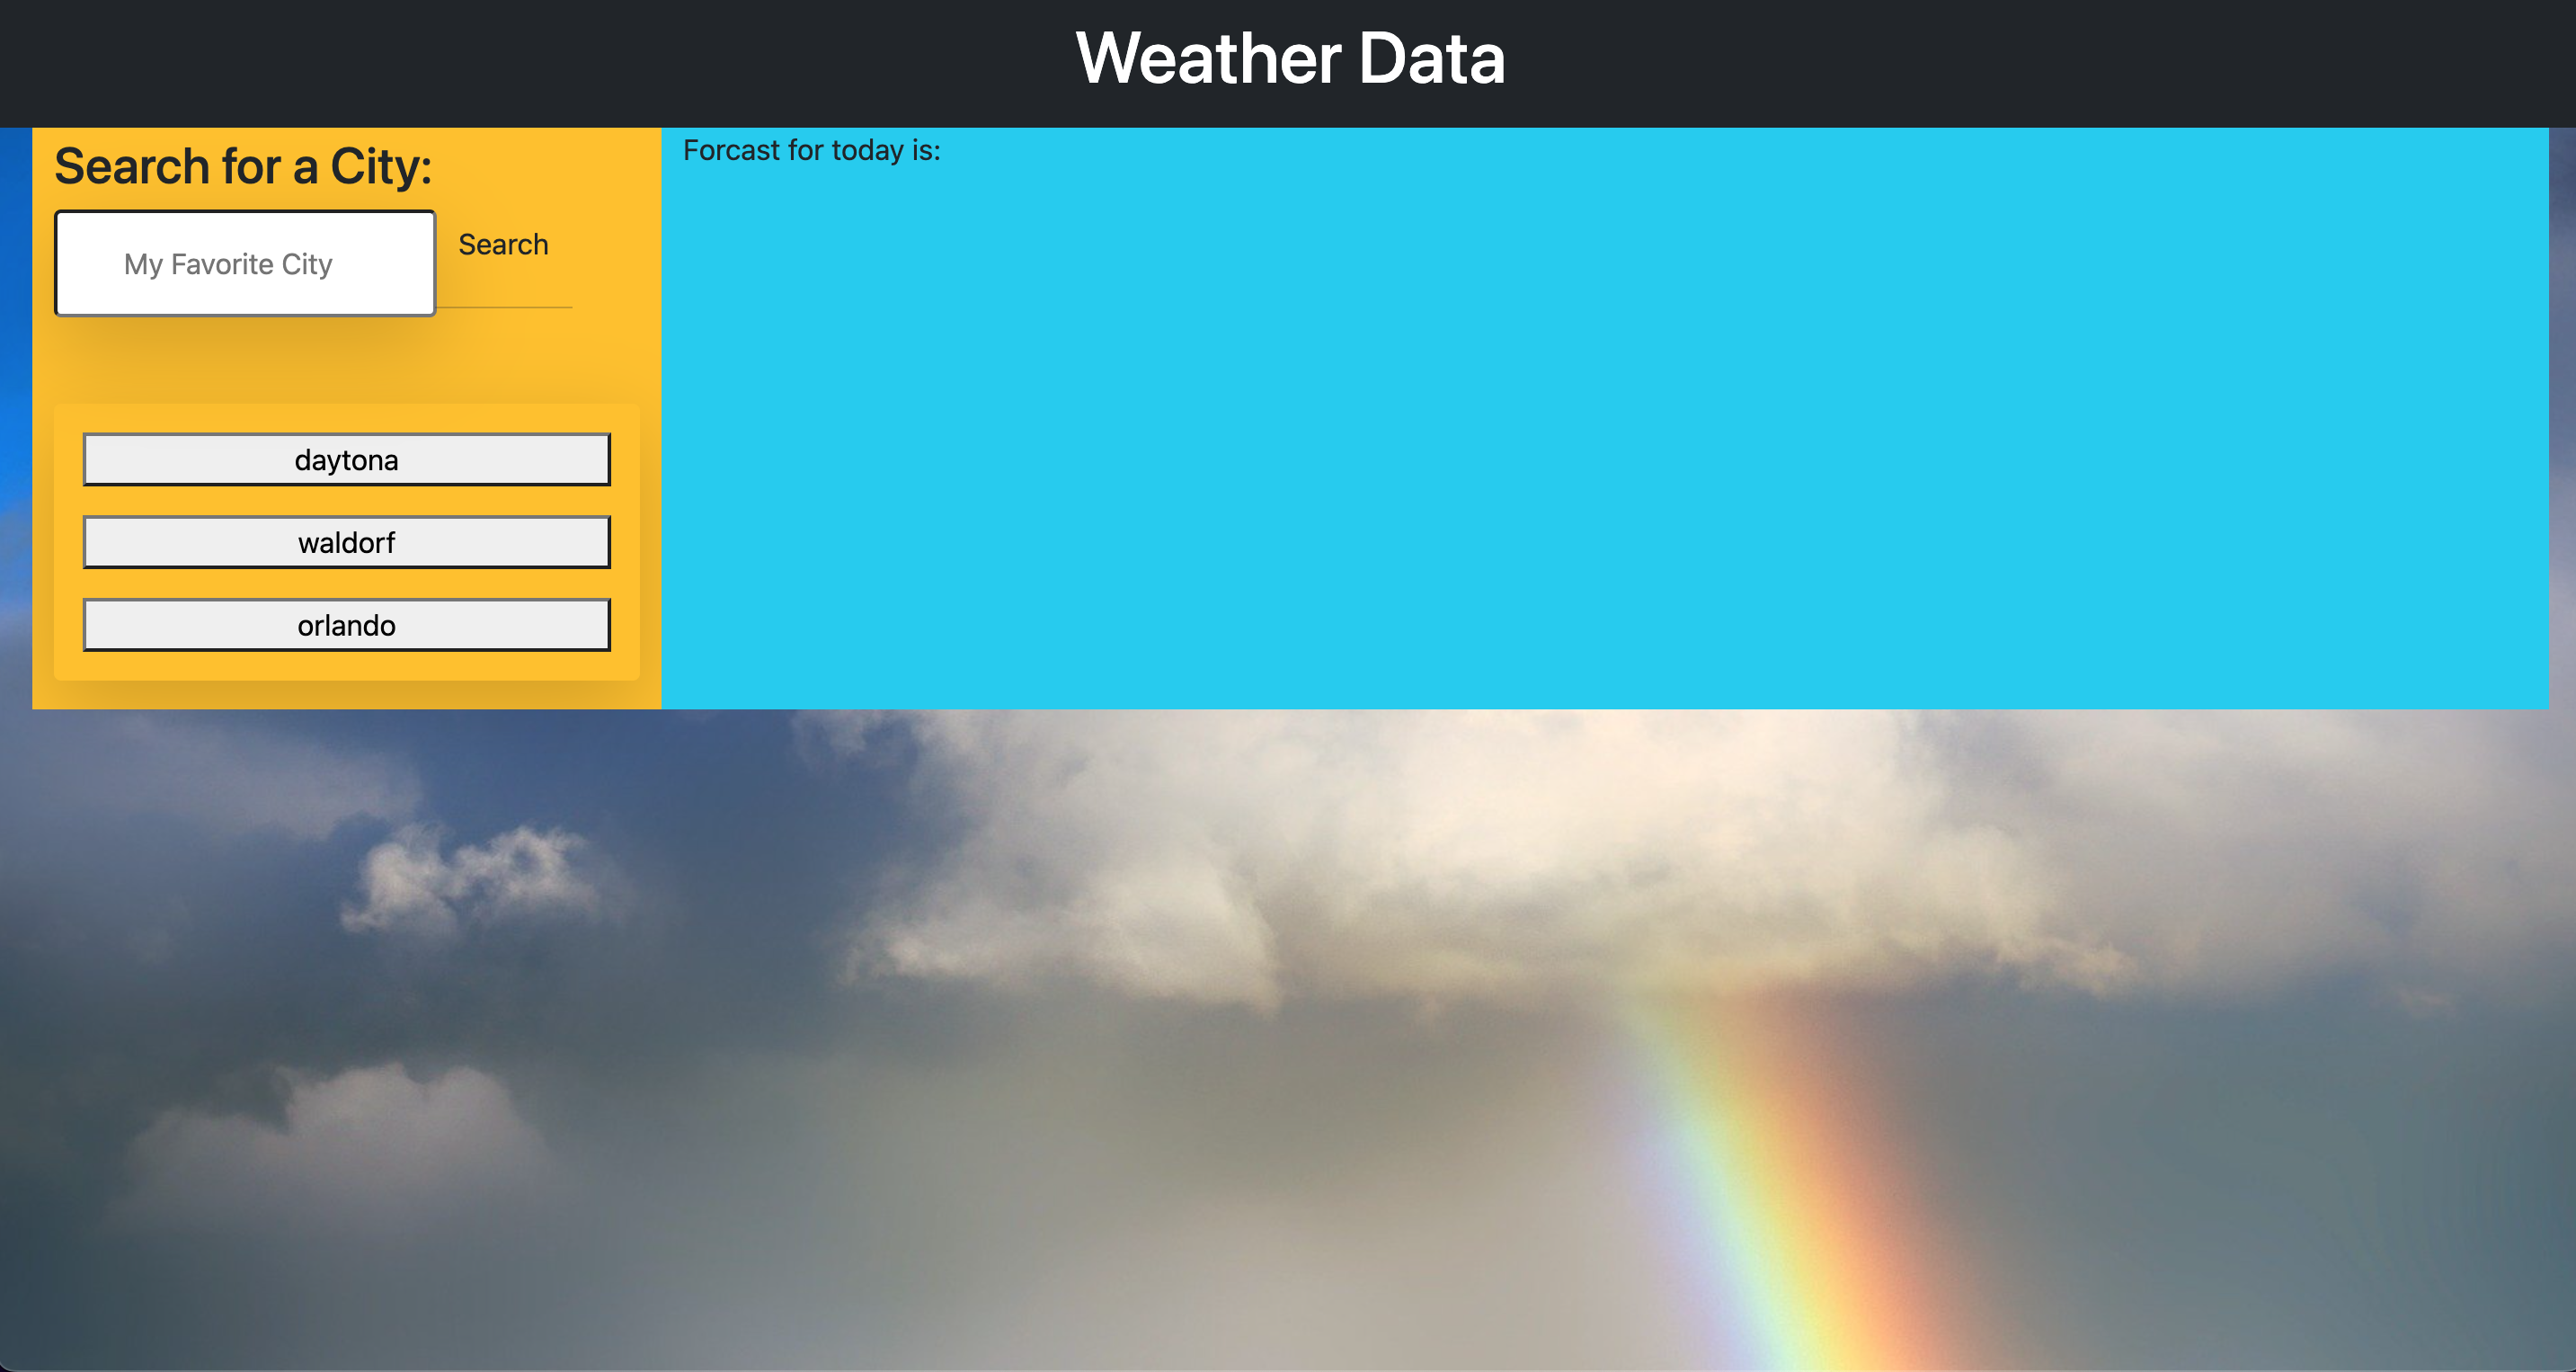 Weather Data
Search for a City:
My Favorite City
Search
daytona
waldorf
orlando
Forcast for today is: